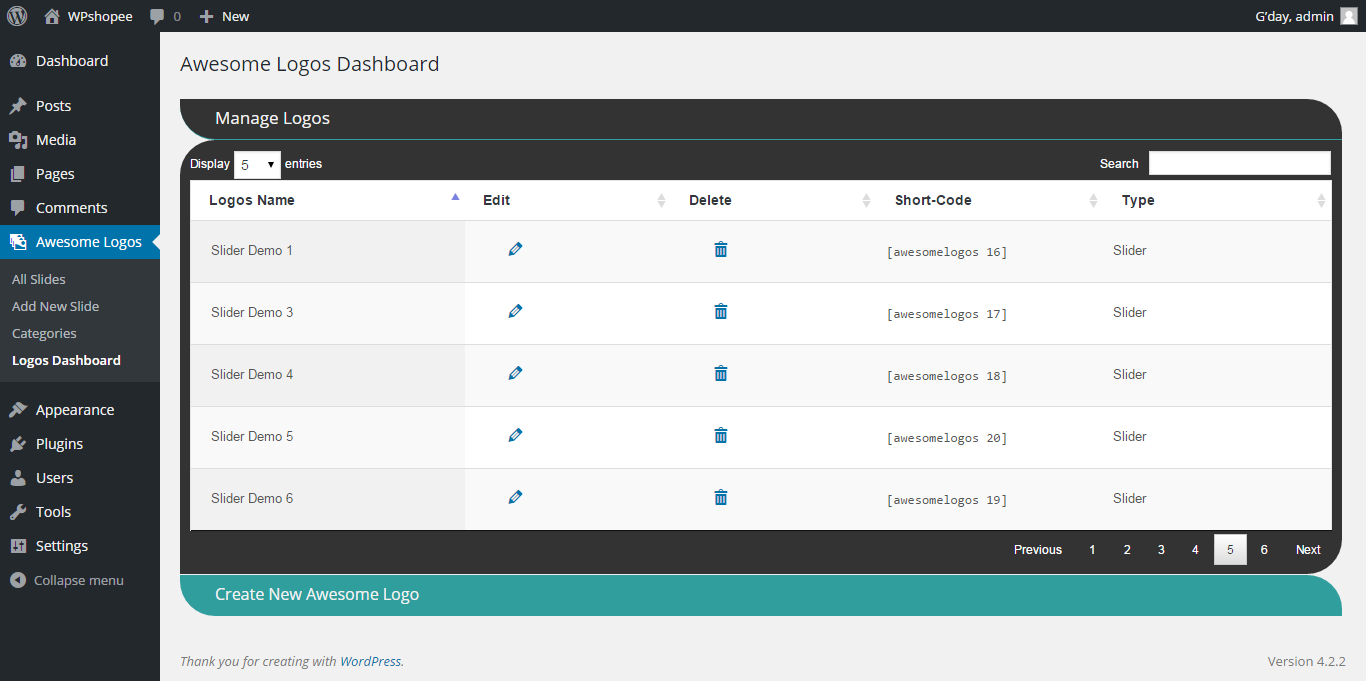 WPshopee 0 New G'day, admin
Dashboard
Posts
Media
Pages
Comments
Awesome Logos
All Slides
Add New Slide
Categories
Logos Dashboard
Appearance
Plugins
Users
Tools
Settings
Collapse menu
Awesome Logos Dashboard
Manage Logos
Display 5 entries Search
Logos Name Edit Delete Short-Code Type
Slider Demo 1 [awesomelogos 16] Slider
Slider Demo 3 [awesomelogos 17] Slider
Slider Demo 4 [awesomelogos 18] Slider
Slider Demo 5 [awesomelogos 20] Slider
Slider Demo 6 [awesomelogos 19] Slider
Previous 1 2 3 4 5 6 Next
Create New Awesome Logo
Thank you for creating with WordPress. Version 4.2.2